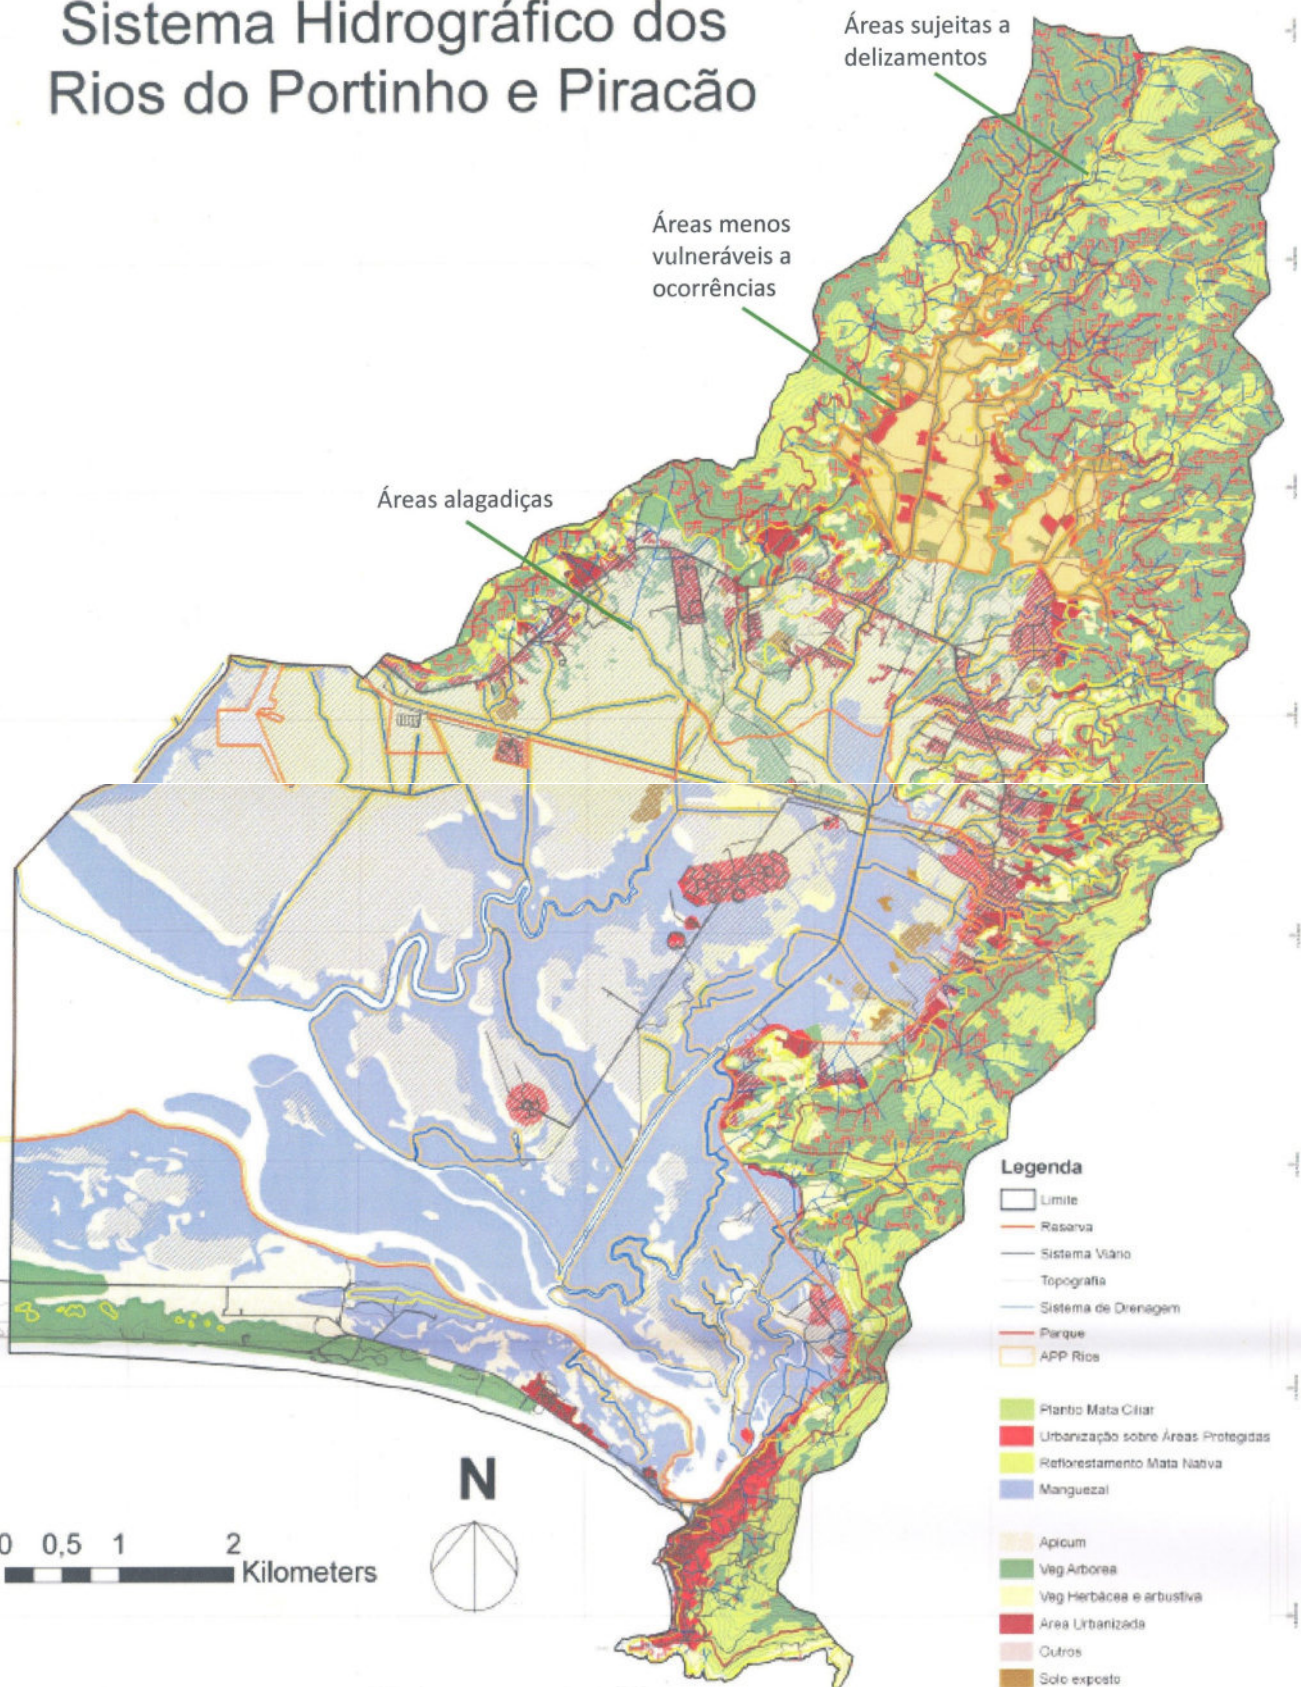 Sistema Hidrográfico dos
Rios do Portinho e Piracão
Áreas sujeitas a
delizamentos
Áreas menos
vulneráveis a
ocorrências
Áreas alagadiças
Legenda
Limite
Reserva
Sistema Viário
Topografia
Sistema de Drenagem
Parque
APP Rios
Plantio Mata Ciliar
Urbanização sobre Áreas Protegidas
Reflorestamento Mata Nativa
Manguezal
Apicum
Veg Arborea
Veg Herbácea e arbustiva
Area Urbanizada
Outros
Solo exposto
N
0 0,5 1 2
Kilometers